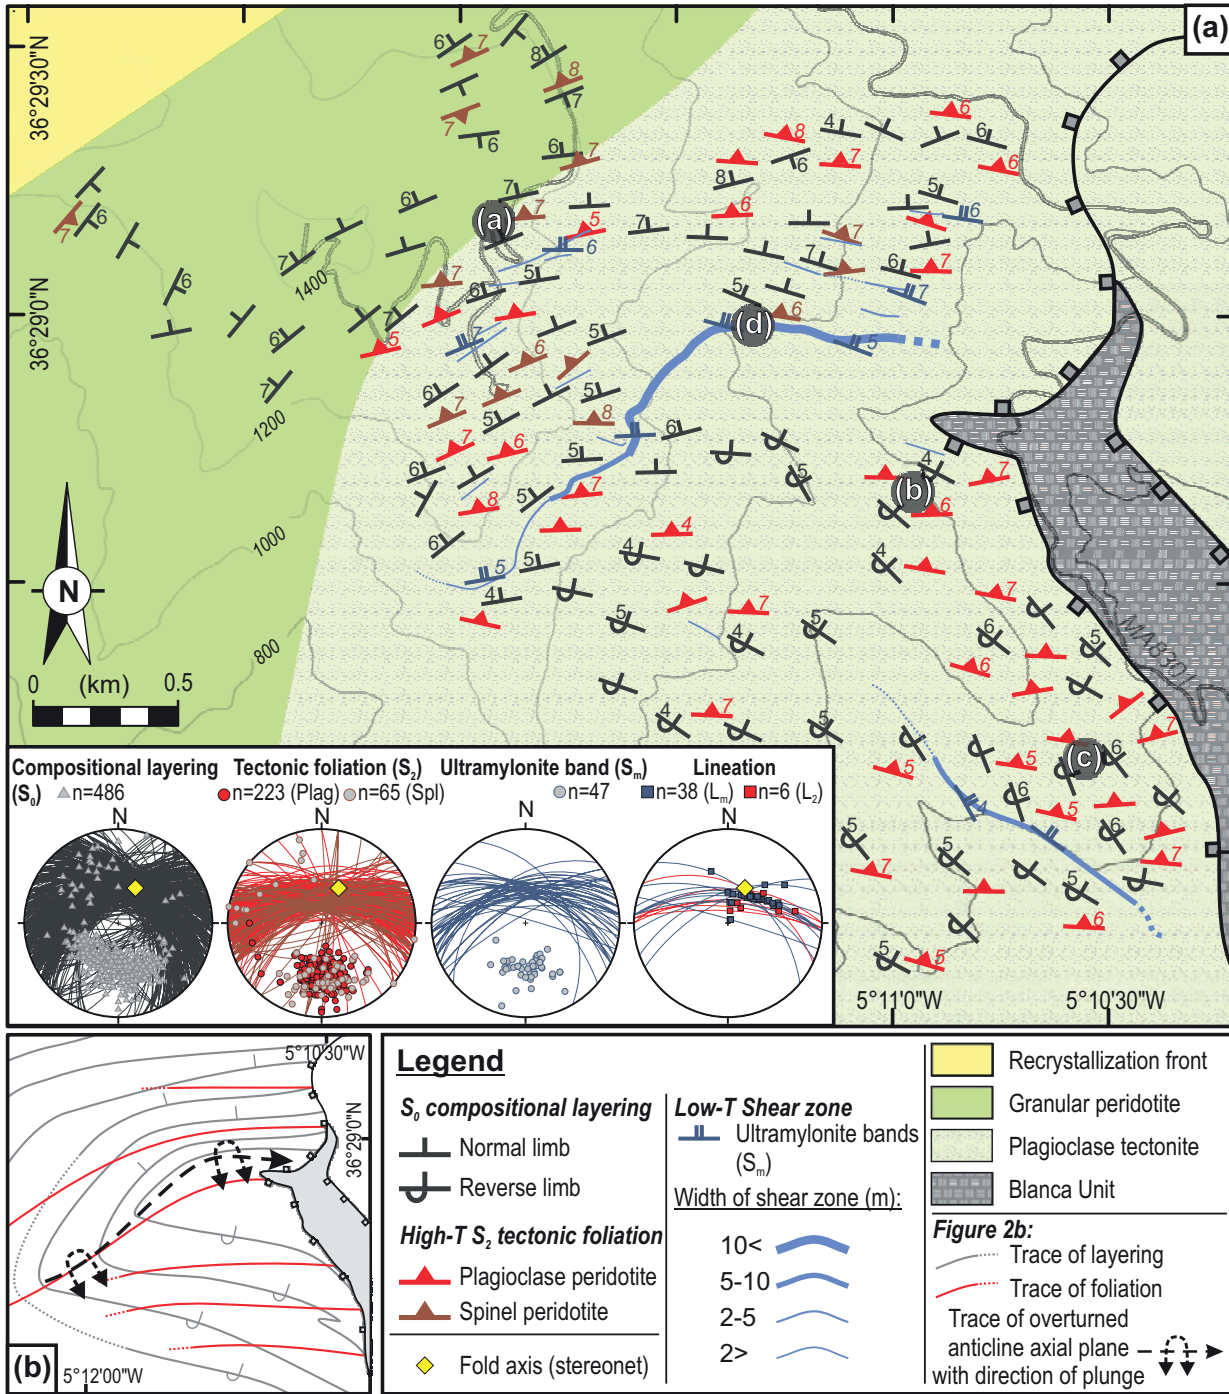 (a)
36°29'30"N
36°29'0"N
(a)
(d)
(b)
(c)
1400
1200
1000
800
MA8301
N
0 (km) 0.5
5°11'0"W
5°10'30"W
Compositional layering (S0)
n=486
Tectonic foliation (S2)
n=223 (Plag)
n=65 (Spl)
Ultramylonite band (Sm)
n=47
Lineation
n=38 (Lm)
n=6 (L2)
N
N
N
N
5°10'30"W
36°29'0"N
(b)
5°12'00"W
Legend
S0 compositional layering
Normal limb
Reverse limb
High-T S2 tectonic foliation
Plagioclase peridotite
Spinel peridotite
Fold axis (stereonet)
Low-T Shear zone
Ultramylonite bands
(Sm)
Width of shear zone (m):
10<
5-10
2-5
2>
Recrystallization front
Granular peridotite
Plagioclase tectonite
Blanca Unit
Figure 2b:
Trace of layering
Trace of foliation
Trace of overturned
anticline axial plane
with direction of plunge